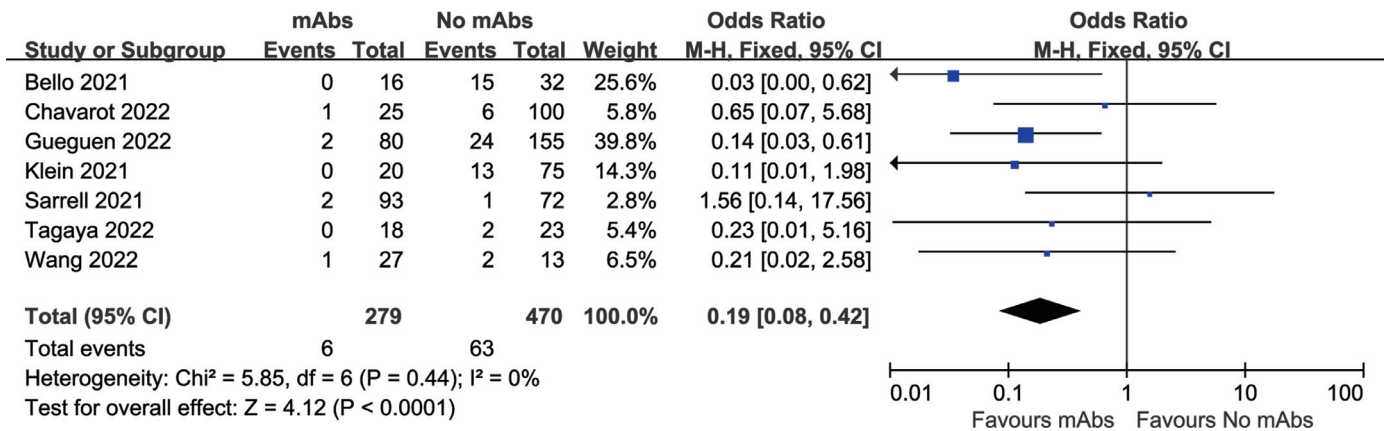 mAbs No mAbs Odds Ratio Odds Ratio
Study or Subgroup Events Total Events Total Weight M-H, Fixed, 95% CI M-H, Fixed, 95% CI
Bello 2021 0 16 15 32 25.6% 0.03 [0.00, 0.62]
Chavarot 2022 1 25 6 100 5.8% 0.65 [0.07, 5.68]
Gueguen 2022 2 80 24 155 39.8% 0.14 [0.03, 0.61]
Klein 2021 0 20 13 75 14.3% 0.11 [0.01, 1.98]
Sarrell 2021 2 93 1 72 2.8% 1.56 [0.14, 17.56]
Tagaya 2022 0 18 2 23 5.4% 0.23 [0.01, 5.16]
Wang 2022 1 27 2 13 6.5% 0.21 [0.02, 2.58]
Total (95% CI) 279 470 100.0% 0.19 [0.08, 0.42]
Total events 6 63
Heterogeneity: Chi² = 5.85, df = 6 (P = 0.44); I² = 0%
Test for overall effect: Z = 4.12 (P < 0.0001)
0.01 0.1 1 10 100
Favours mAbs Favours No mAbs